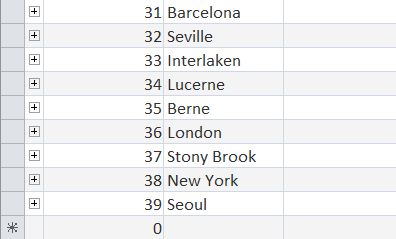 31 Barcelona
32 Seville
33 Interlaken
34 Lucerne
35 Berne
36 London
37 Stony Brook
38 New York
39 Seoul
0